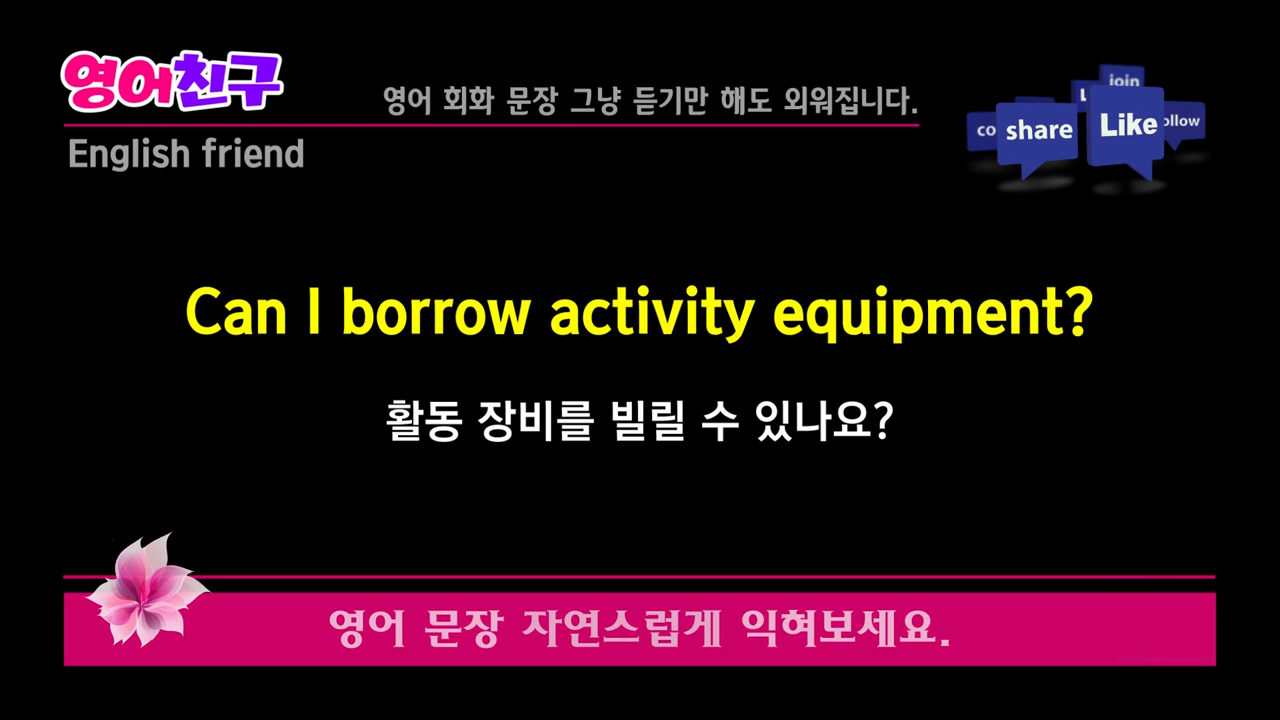 영어친구
영어 회화 문장 그냥 듣기만 해도 외워집니다.
English friend
join
share
Like
Can I borrow activity equipment?
활동 장비를 빌릴 수 있나요?
영어 문장 자연스럽게 익혀보세요.